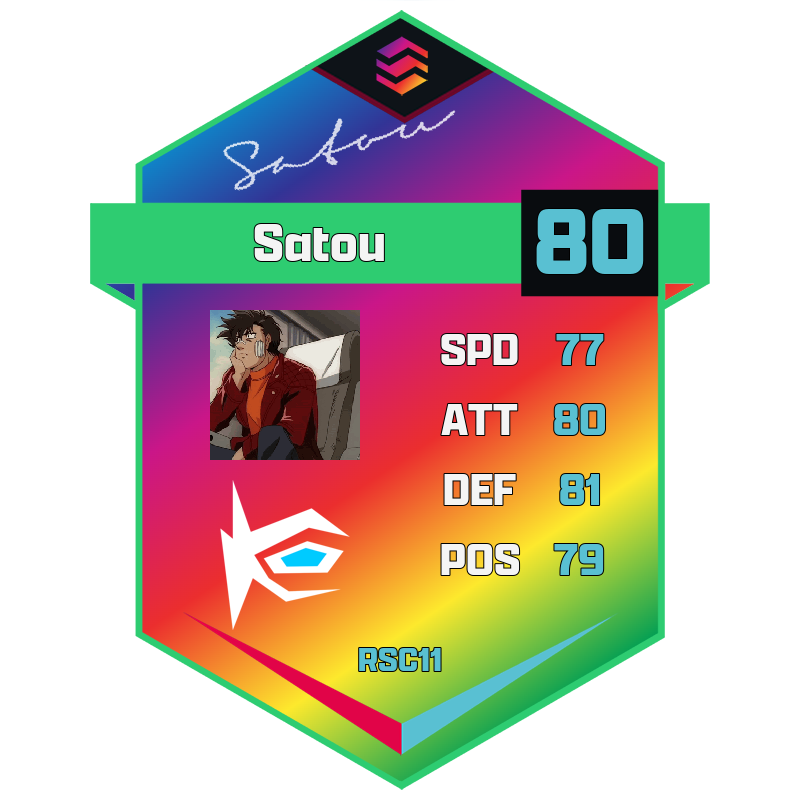 Satou
Satou
80
SPD 77
ATT 80
DEF 81
POS 79
RSC11